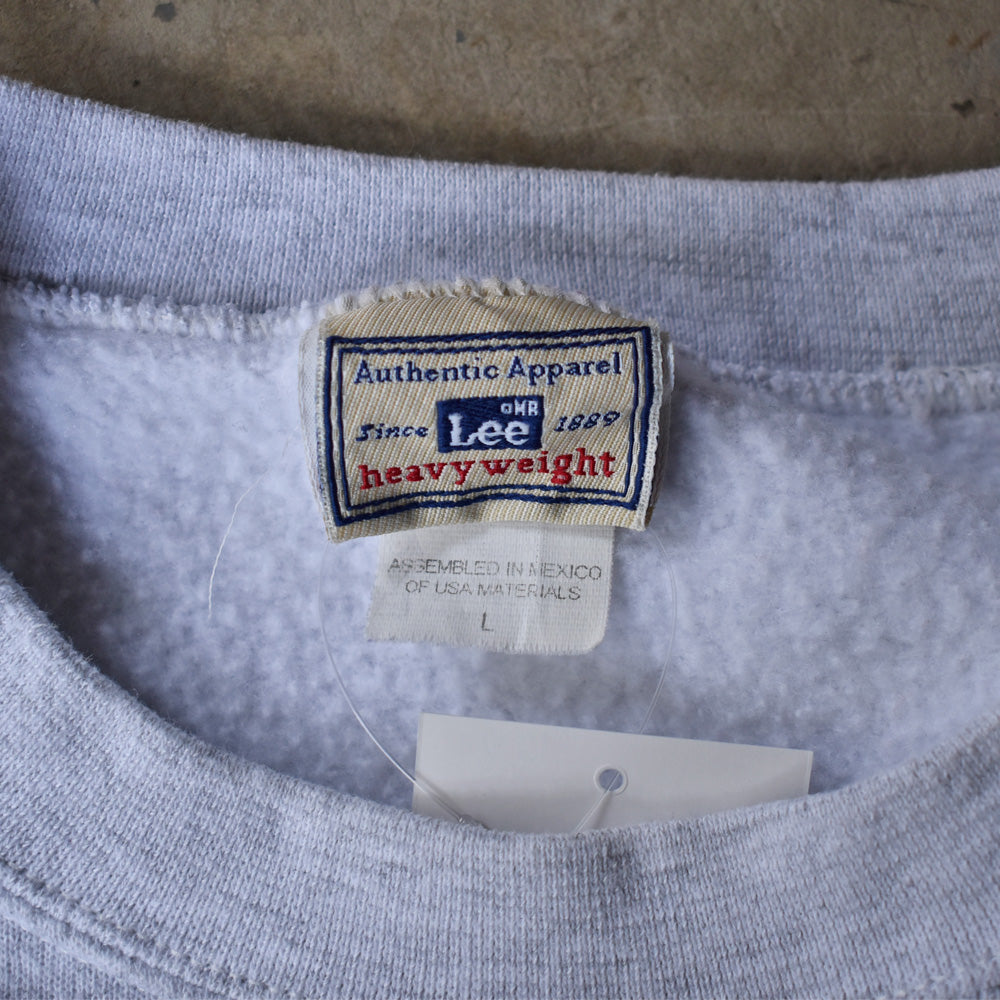 Authentic Apparel
Since Lee ®MR 1889
heavyweight
ASSEMBLED IN MEXICO
OF USA MATERIALS
L